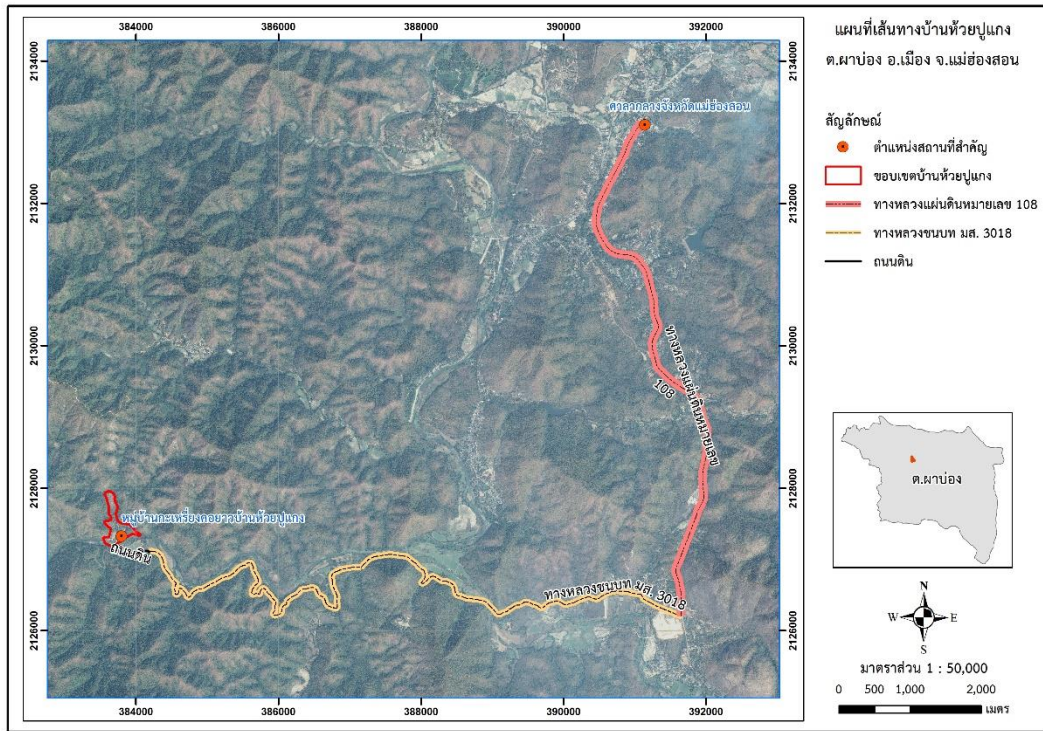 แผนที่เส้นทางบ้านห้วยปูแกง
ต.ผาบ่อง อ.เมือง จ.แม่ฮ่องสอน
สัญลักษณ์
ตำแหน่งสถานที่สำคัญ
ขอบเขตบ้านห้วยปูแกง
ทางหลวงแผ่นดินหมายเลข 108
ทางหลวงชนบท มส. 3018
ถนนดิน
384000 386000 388000 390000 392000
2134000
2132000
2130000
2128000
2126000
ศาลากลางจังหวัดแม่ฮ่องสอน
ทางหลวงแผ่นดินหมายเลข
108
หมู่บ้านกะเหรี่ยงคอยาวบ้านห้วยปูแกง
ถนนดิน
ทางหลวงชนบท มส. 3018
2134000
2132000
2130000
2128000
2126000
384000 386000 388000 390000 392000
ต.ผาบ่อง
N
W E
S
มาตราส่วน 1 : 50,000
0 500 1,000 2,000
เมตร